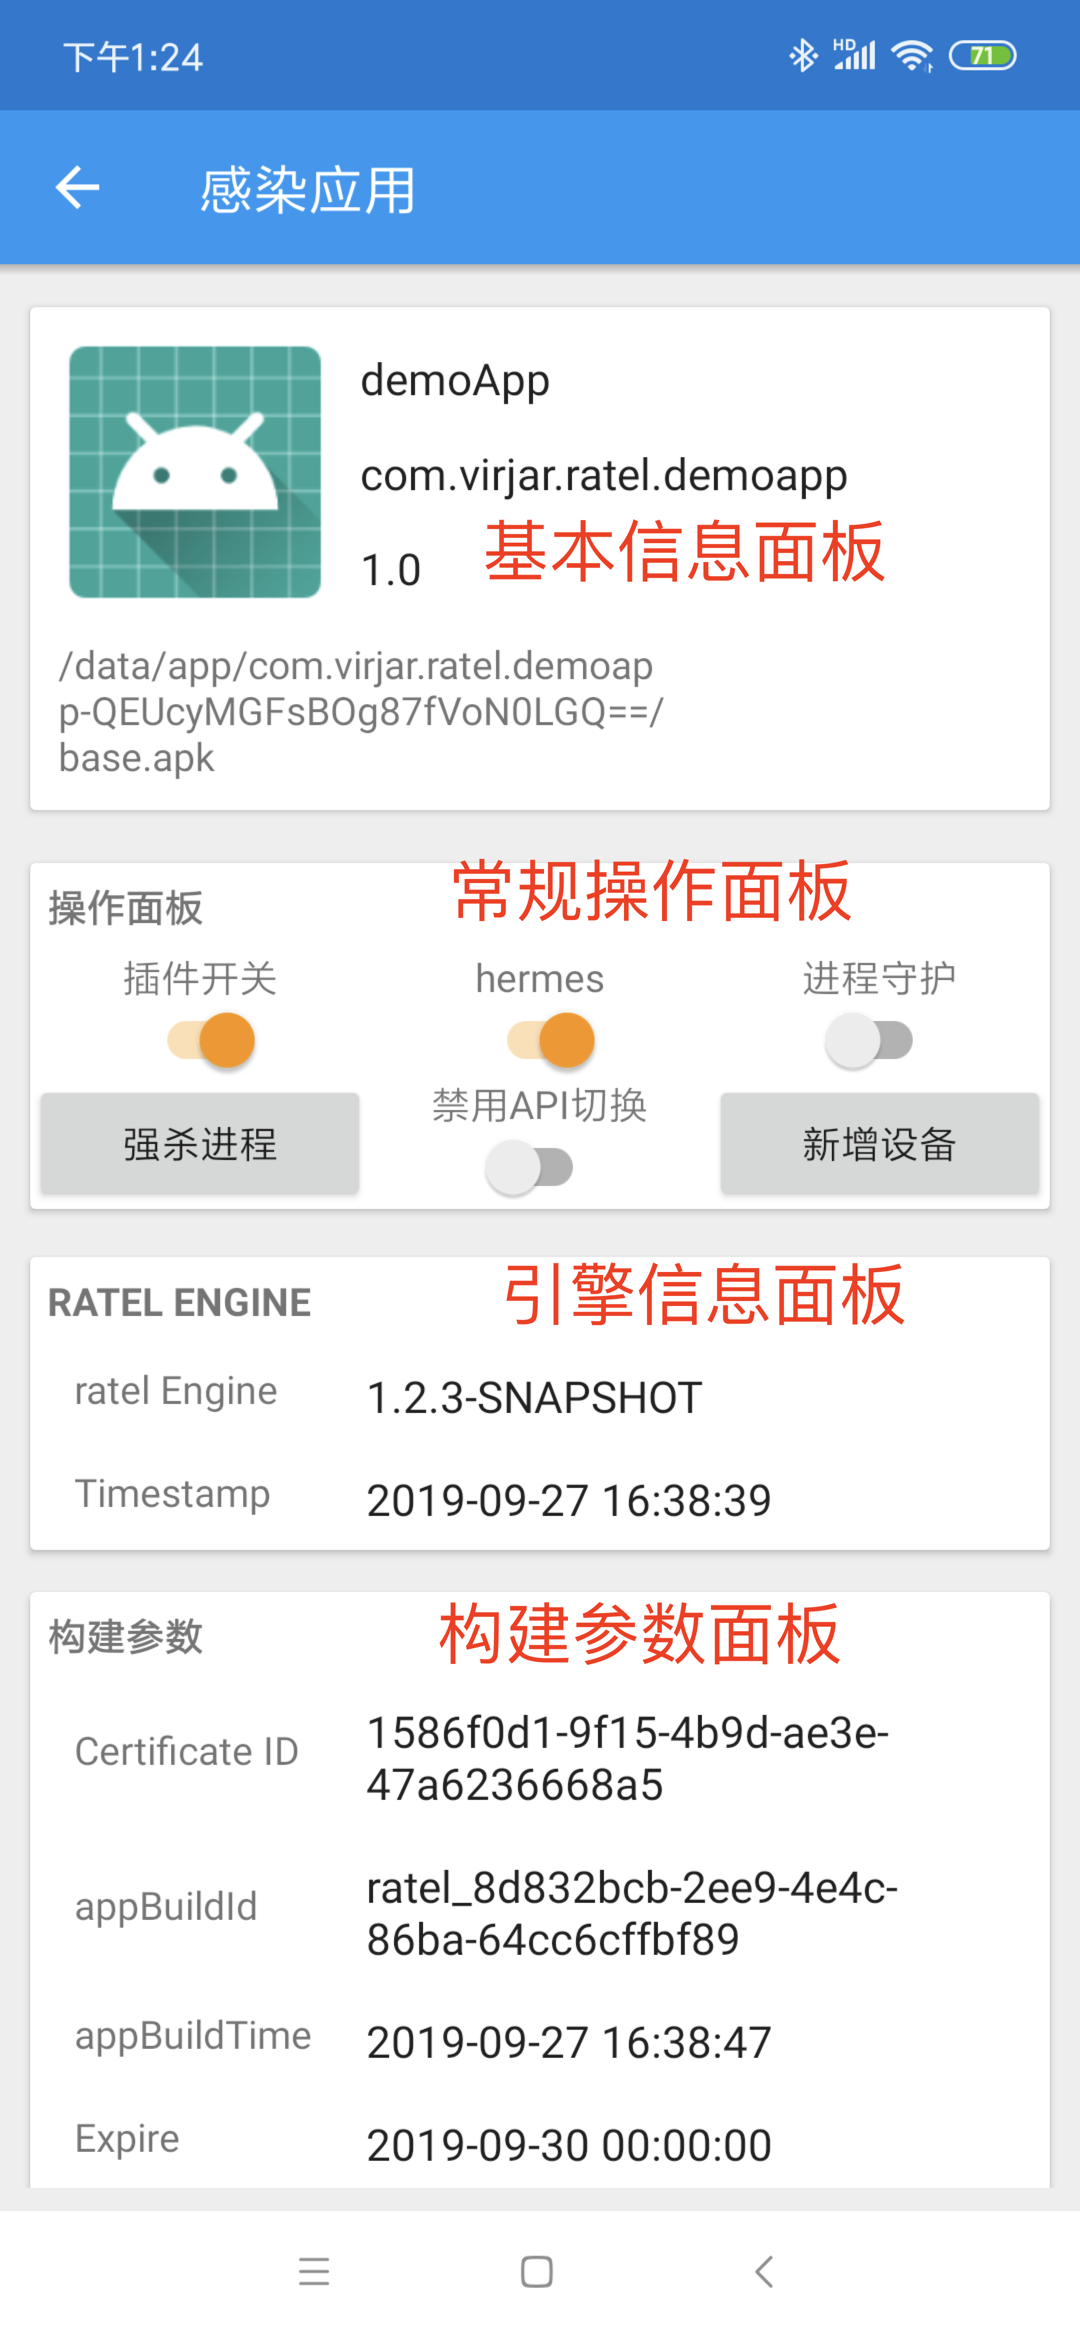 下午1:24
HD
71
感染应用
demoApp
com.virjar.ratel.demoapp
1.0
基本信息面板
/data/app/com.virjar.ratel.demoap
p-QEUcyMGFsBOg87fVoN0LGQ==/
base.apk
常规操作面板
操作面板
插件开关 hermes 进程守护
禁用API切换
强杀进程 新增设备
引擎信息面板
RATEL ENGINE
ratel Engine 1.2.3-SNAPSHOT
Timestamp 2019-09-27 16:38:39
构建参数 构建参数面板
Certificate ID 1586f0d1-9f15-4b9d-ae3e-
47a6236668a5
appBuildId ratel_8d832bcb-2ee9-4e4c-
86ba-64cc6cffbf89
appBuildTime 2019-09-27 16:38:47
Expire 2019-09-30 00:00:00